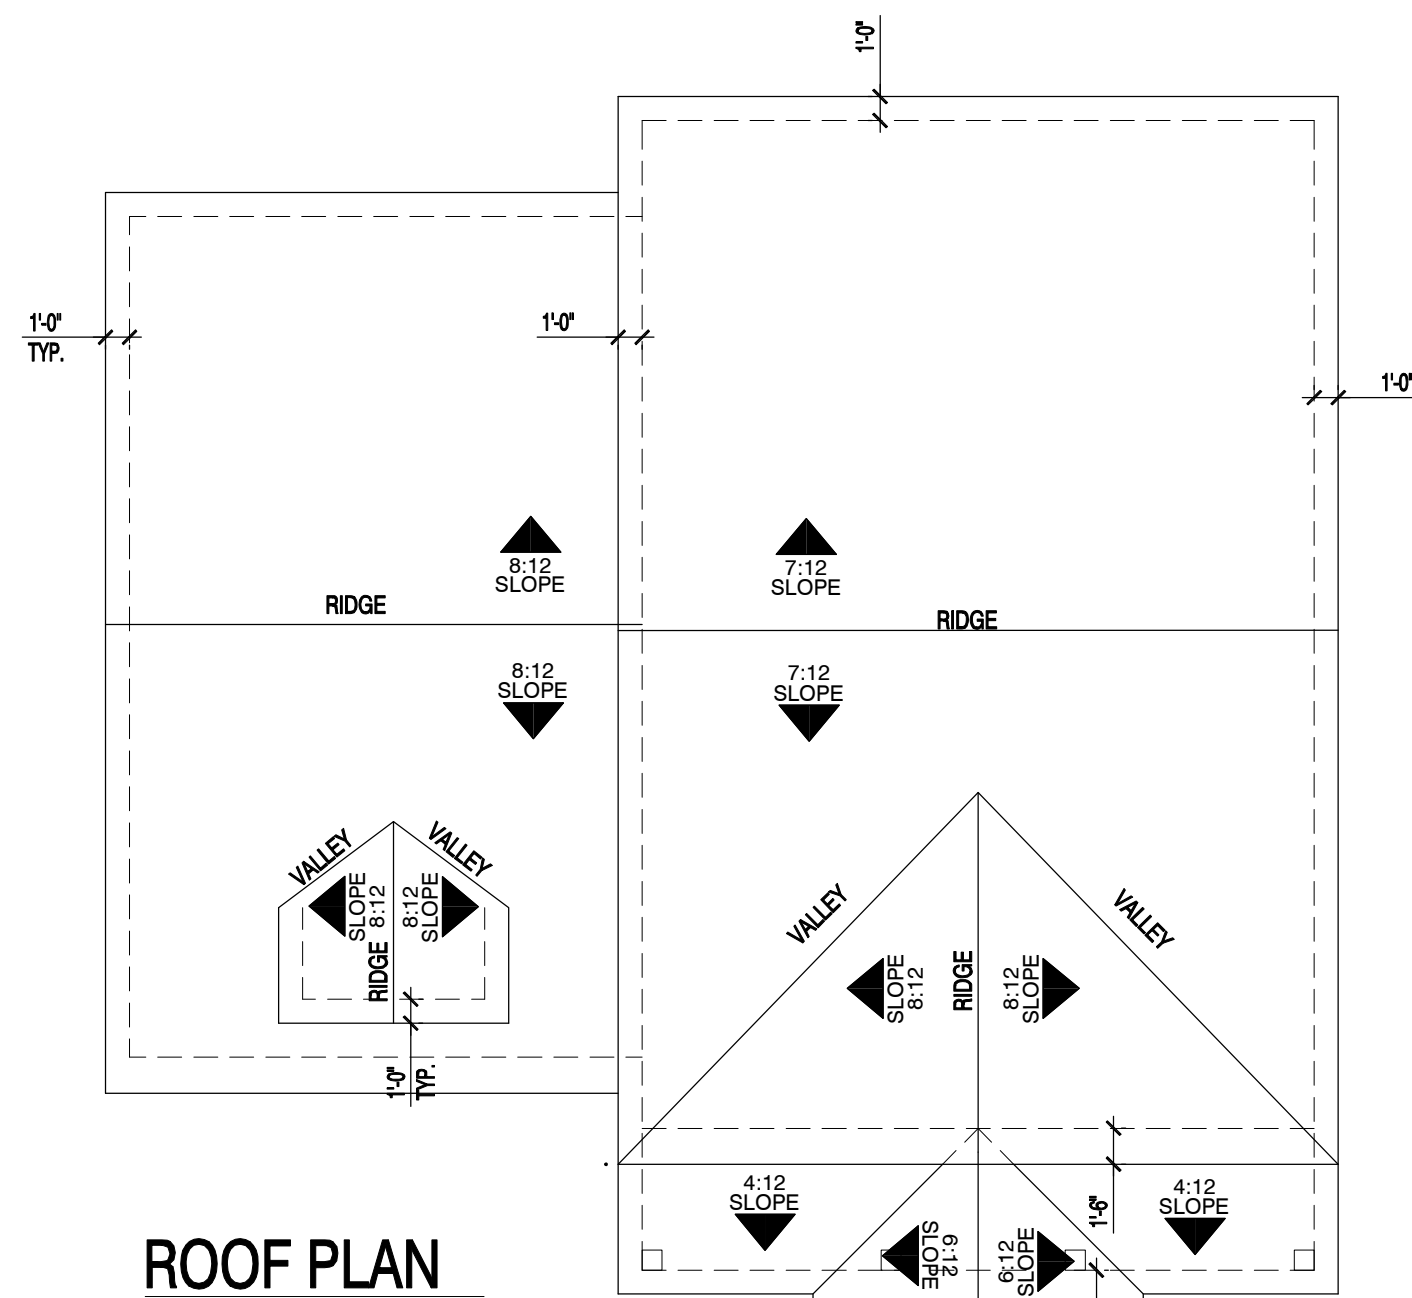 1'-0"
1'-0"
TYP.
1'-0"
1'-0"
8:12
SLOPE
7:12
SLOPE
RIDGE
RIDGE
8:12
SLOPE
7:12
SLOPE
VALLEY
VALLEY
SLOPE
8:12
8:12
SLOPE
RIDGE
VALLEY
VALLEY
SLOPE
8:12
RIDGE
8:12
SLOPE
1'-0"
TYP.
4:12
SLOPE
4:12
SLOPE
1'-6"
SLOPE
6:12
6:12
SLOPE
ROOF PLAN